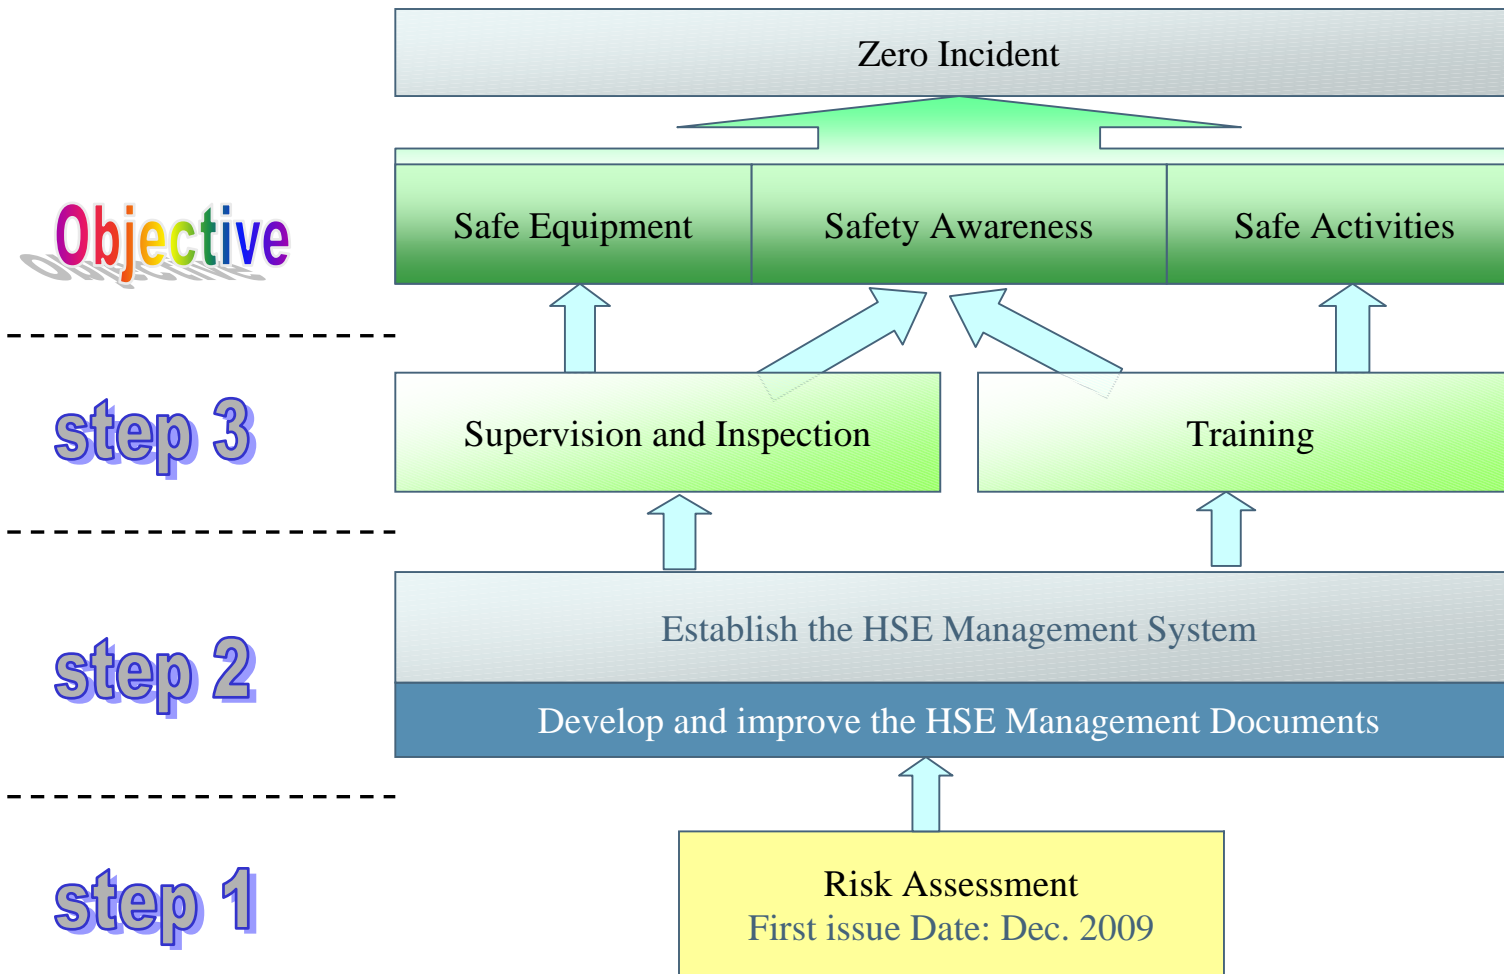 Zero Incident
Objective
Safe Equipment
Safety Awareness
Safe Activities
step 3
Supervision and Inspection
Training
step 2
Establish the HSE Management System
Develop and improve the HSE Management Documents
step 1
Risk Assessment
First issue Date: Dec. 2009